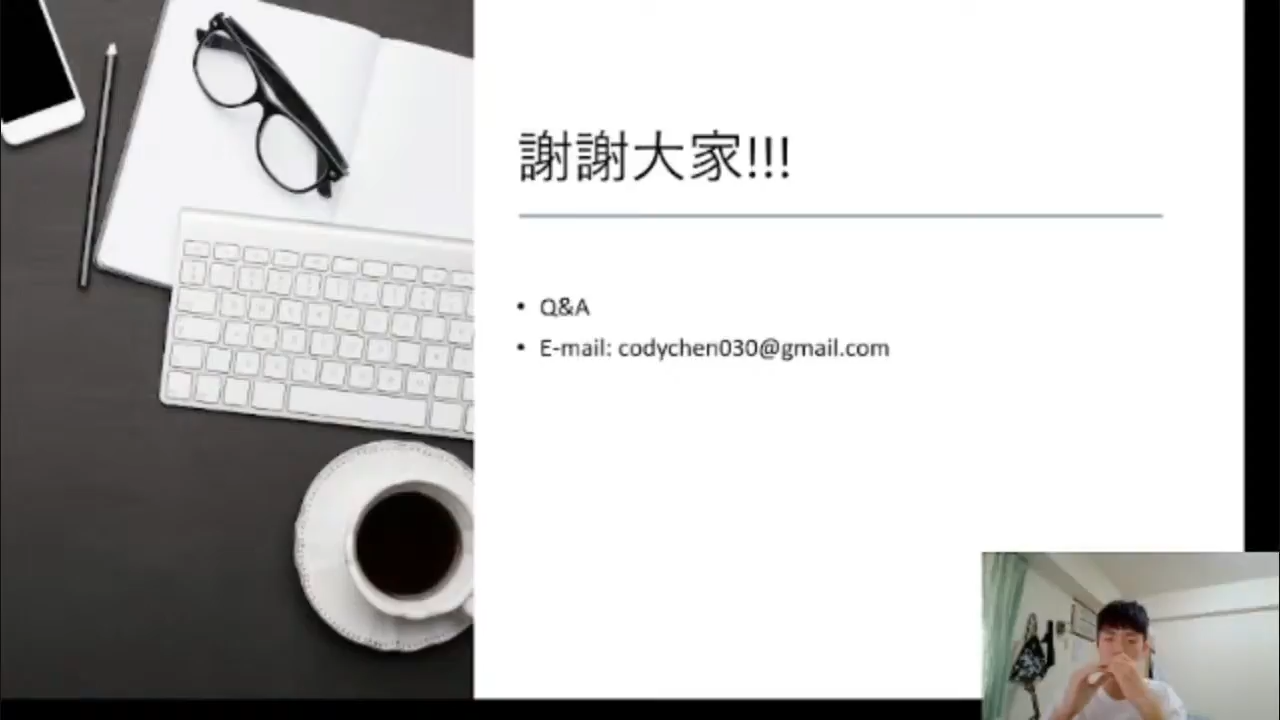 謝謝大家!!!
• Q&A
• E-mail: codychen030@gmail.com